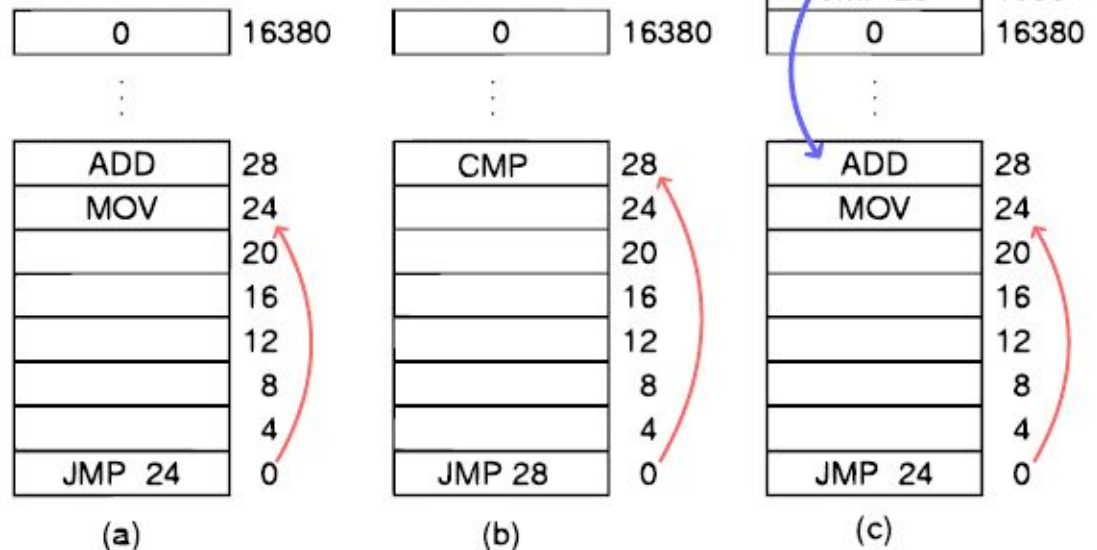 0 16380 0 16380 0 16380
ADD 28 CMP 28 ADD 28
MOV 24 24 MOV 24
20 20 20
16 16 16
12 12 12
8 8 8
4 4 4
JMP 24 0 JMP 28 0 JMP 24 0
(a) (b) (c)